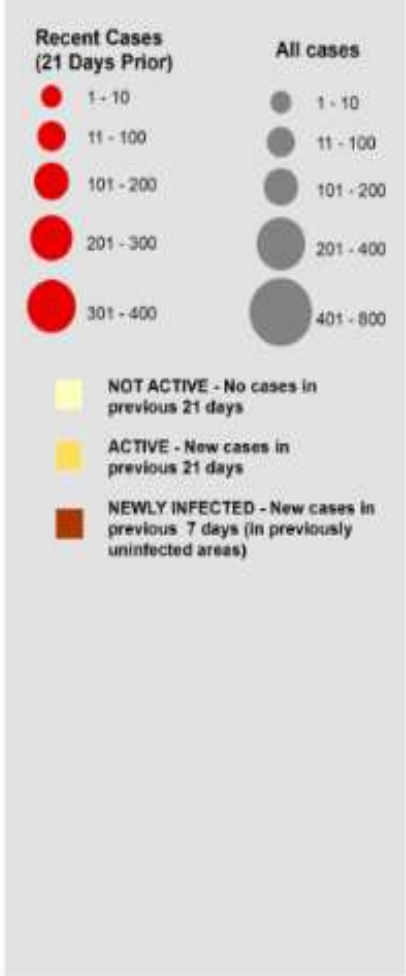 Recent Cases
(21 Days Prior)
1 - 10
11 - 100
101 - 200
201 - 300
301 - 400
All cases
1 - 10
11 - 100
101 - 200
201 - 400
401 - 800
NOT ACTIVE - No cases in
previous 21 days
ACTIVE - New cases in
previous 21 days
NEWLY INFECTED - New cases in
previous 7 days (in previously
uninfected areas)